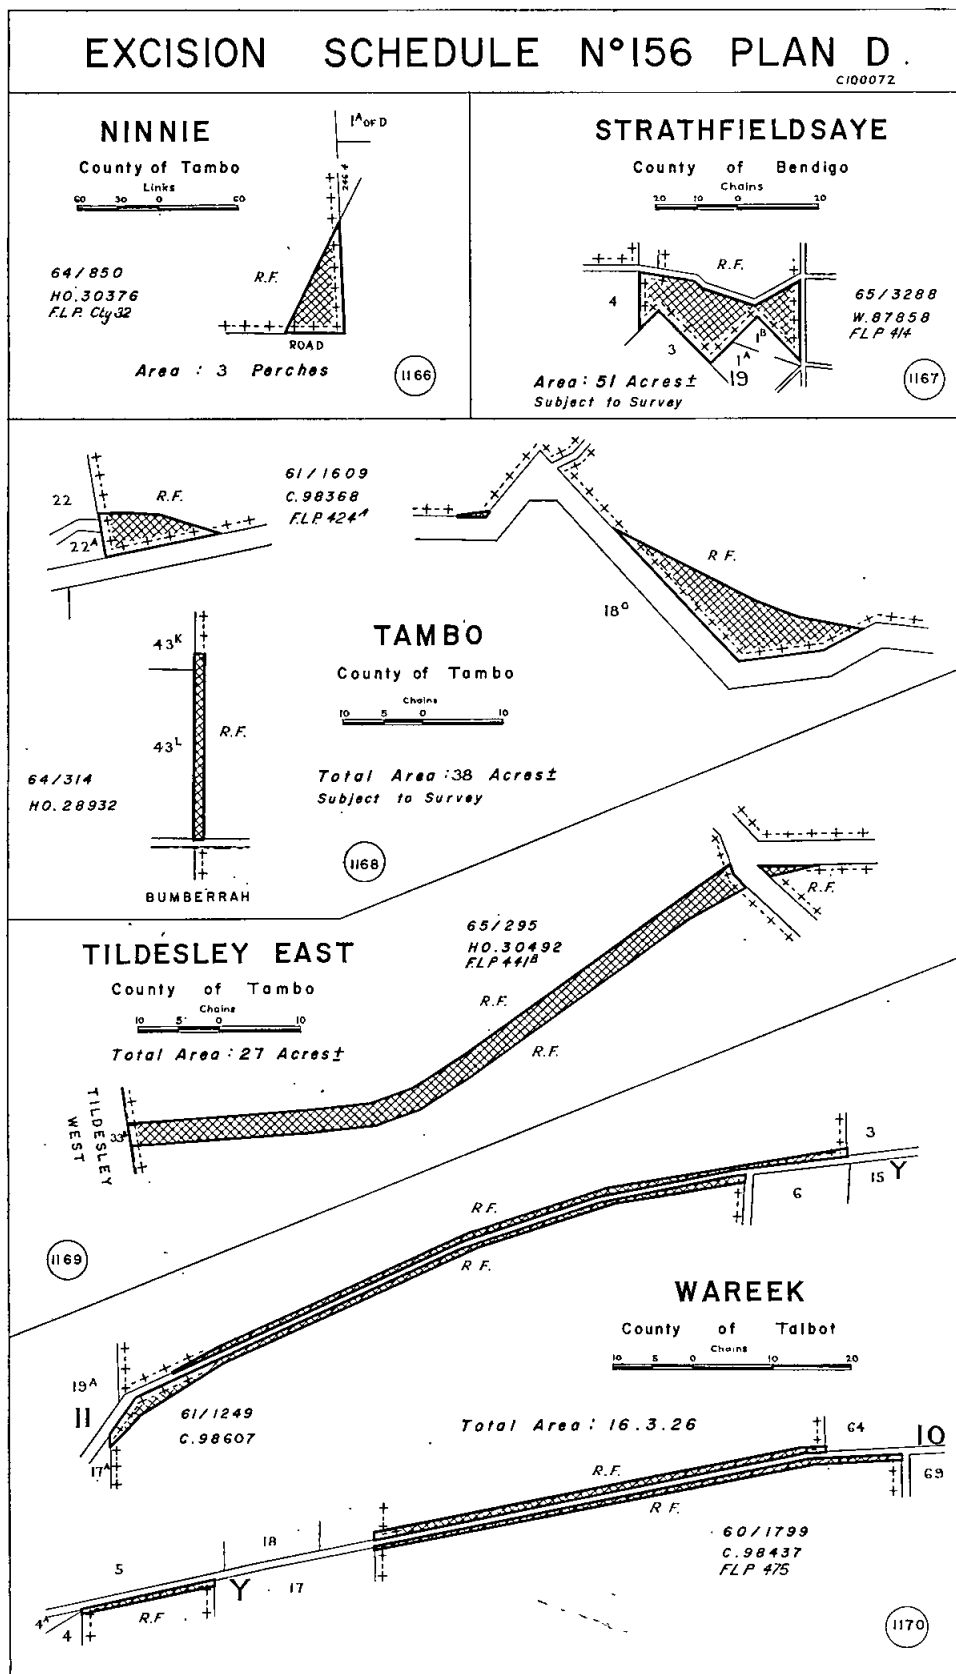 EXCISION SCHEDULE Nº156 PLAN D.
C100072
NINNIE
County of Tambo
Links
60 30 0 60
1ᴬ OF D
246.4
64/850
HO.30376
F.L.P. Cty 32
R.F.
ROAD
Area : 3 Perches
1166
STRATHFIELDSAYE
County of Bendigo
Chains
20 10 0 20
R.F.
4
3
1ᴬ
1ᴮ
19
65/3288
W.87858
FLP 414
Area : 51 Acres±
Subject to Survey
1167
22
22ᴬ
R.F.
61/1609
C.98368
F.L.P. 424ᴬ
R.F.
18ᴳ
43ᴷ
43ᴸ
R.F.
64/314
HO.28932
BUMBERRAH
TAMBO
County of Tambo
Chains
10 5 0 10
Total Area : 38 Acres±
Subject to Survey
1168
TILDESLEY EAST
County of Tambo
Chains
10 5 0 10
Total Area : 27 Acres±
65/295
HO.30492
F.L.P 441ᴮ
R.F.
R.F.
R.F.
TILDESLEY
WEST
1169
R.F.
R.F.
3
15 Y
6
WAREEK
County of Talbot
Chains
10 5 0 10 20
19ᴬ
11
17ᴬ
61/1249
C.98607
Total Area : 16.3.26
64
10
69
R.F.
R.F.
60/1799
C.98437
FLP 475
5
18
17
Y
4ᴬ
4
R.F
1170